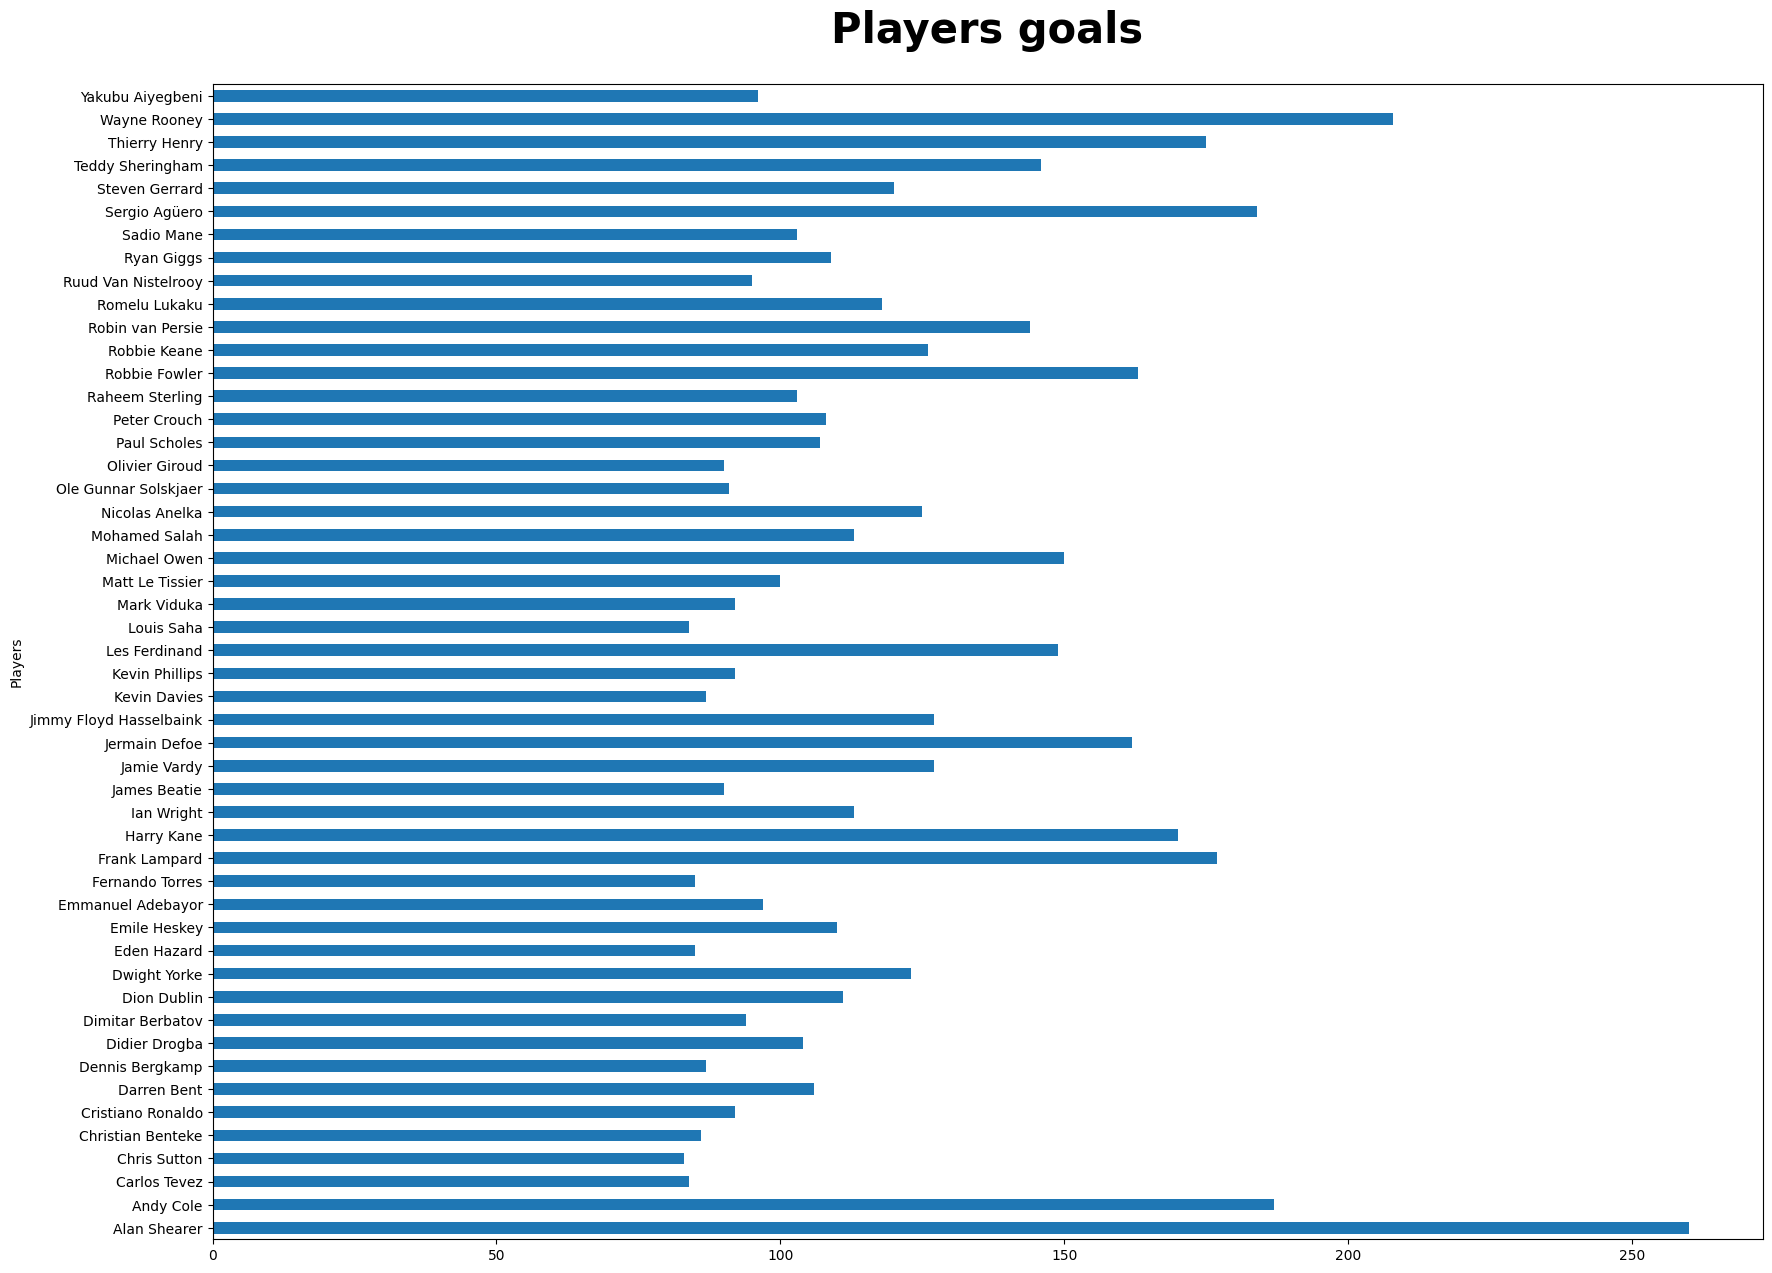 Players goals
Yakubu Aiyegbeni
Wayne Rooney
Thierry Henry
Teddy Sheringham
Steven Gerrard
Sergio Agüero
Sadio Mane
Ryan Giggs
Ruud Van Nistelrooy
Romelu Lukaku
Robin van Persie
Robbie Keane
Robbie Fowler
Raheem Sterling
Peter Crouch
Paul Scholes
Olivier Giroud
Ole Gunnar Solskjaer
Nicolas Anelka
Mohamed Salah
Michael Owen
Matt Le Tissier
Mark Viduka
Louis Saha
Les Ferdinand
Kevin Phillips
Kevin Davies
Jimmy Floyd Hasselbaink
Jermain Defoe
Jamie Vardy
James Beatie
Ian Wright
Harry Kane
Frank Lampard
Fernando Torres
Emmanuel Adebayor
Emile Heskey
Eden Hazard
Dwight Yorke
Dion Dublin
Dimitar Berbatov
Didier Drogba
Dennis Bergkamp
Darren Bent
Cristiano Ronaldo
Christian Benteke
Chris Sutton
Carlos Tevez
Andy Cole
Alan Shearer
Players
0 50 100 150 200 250